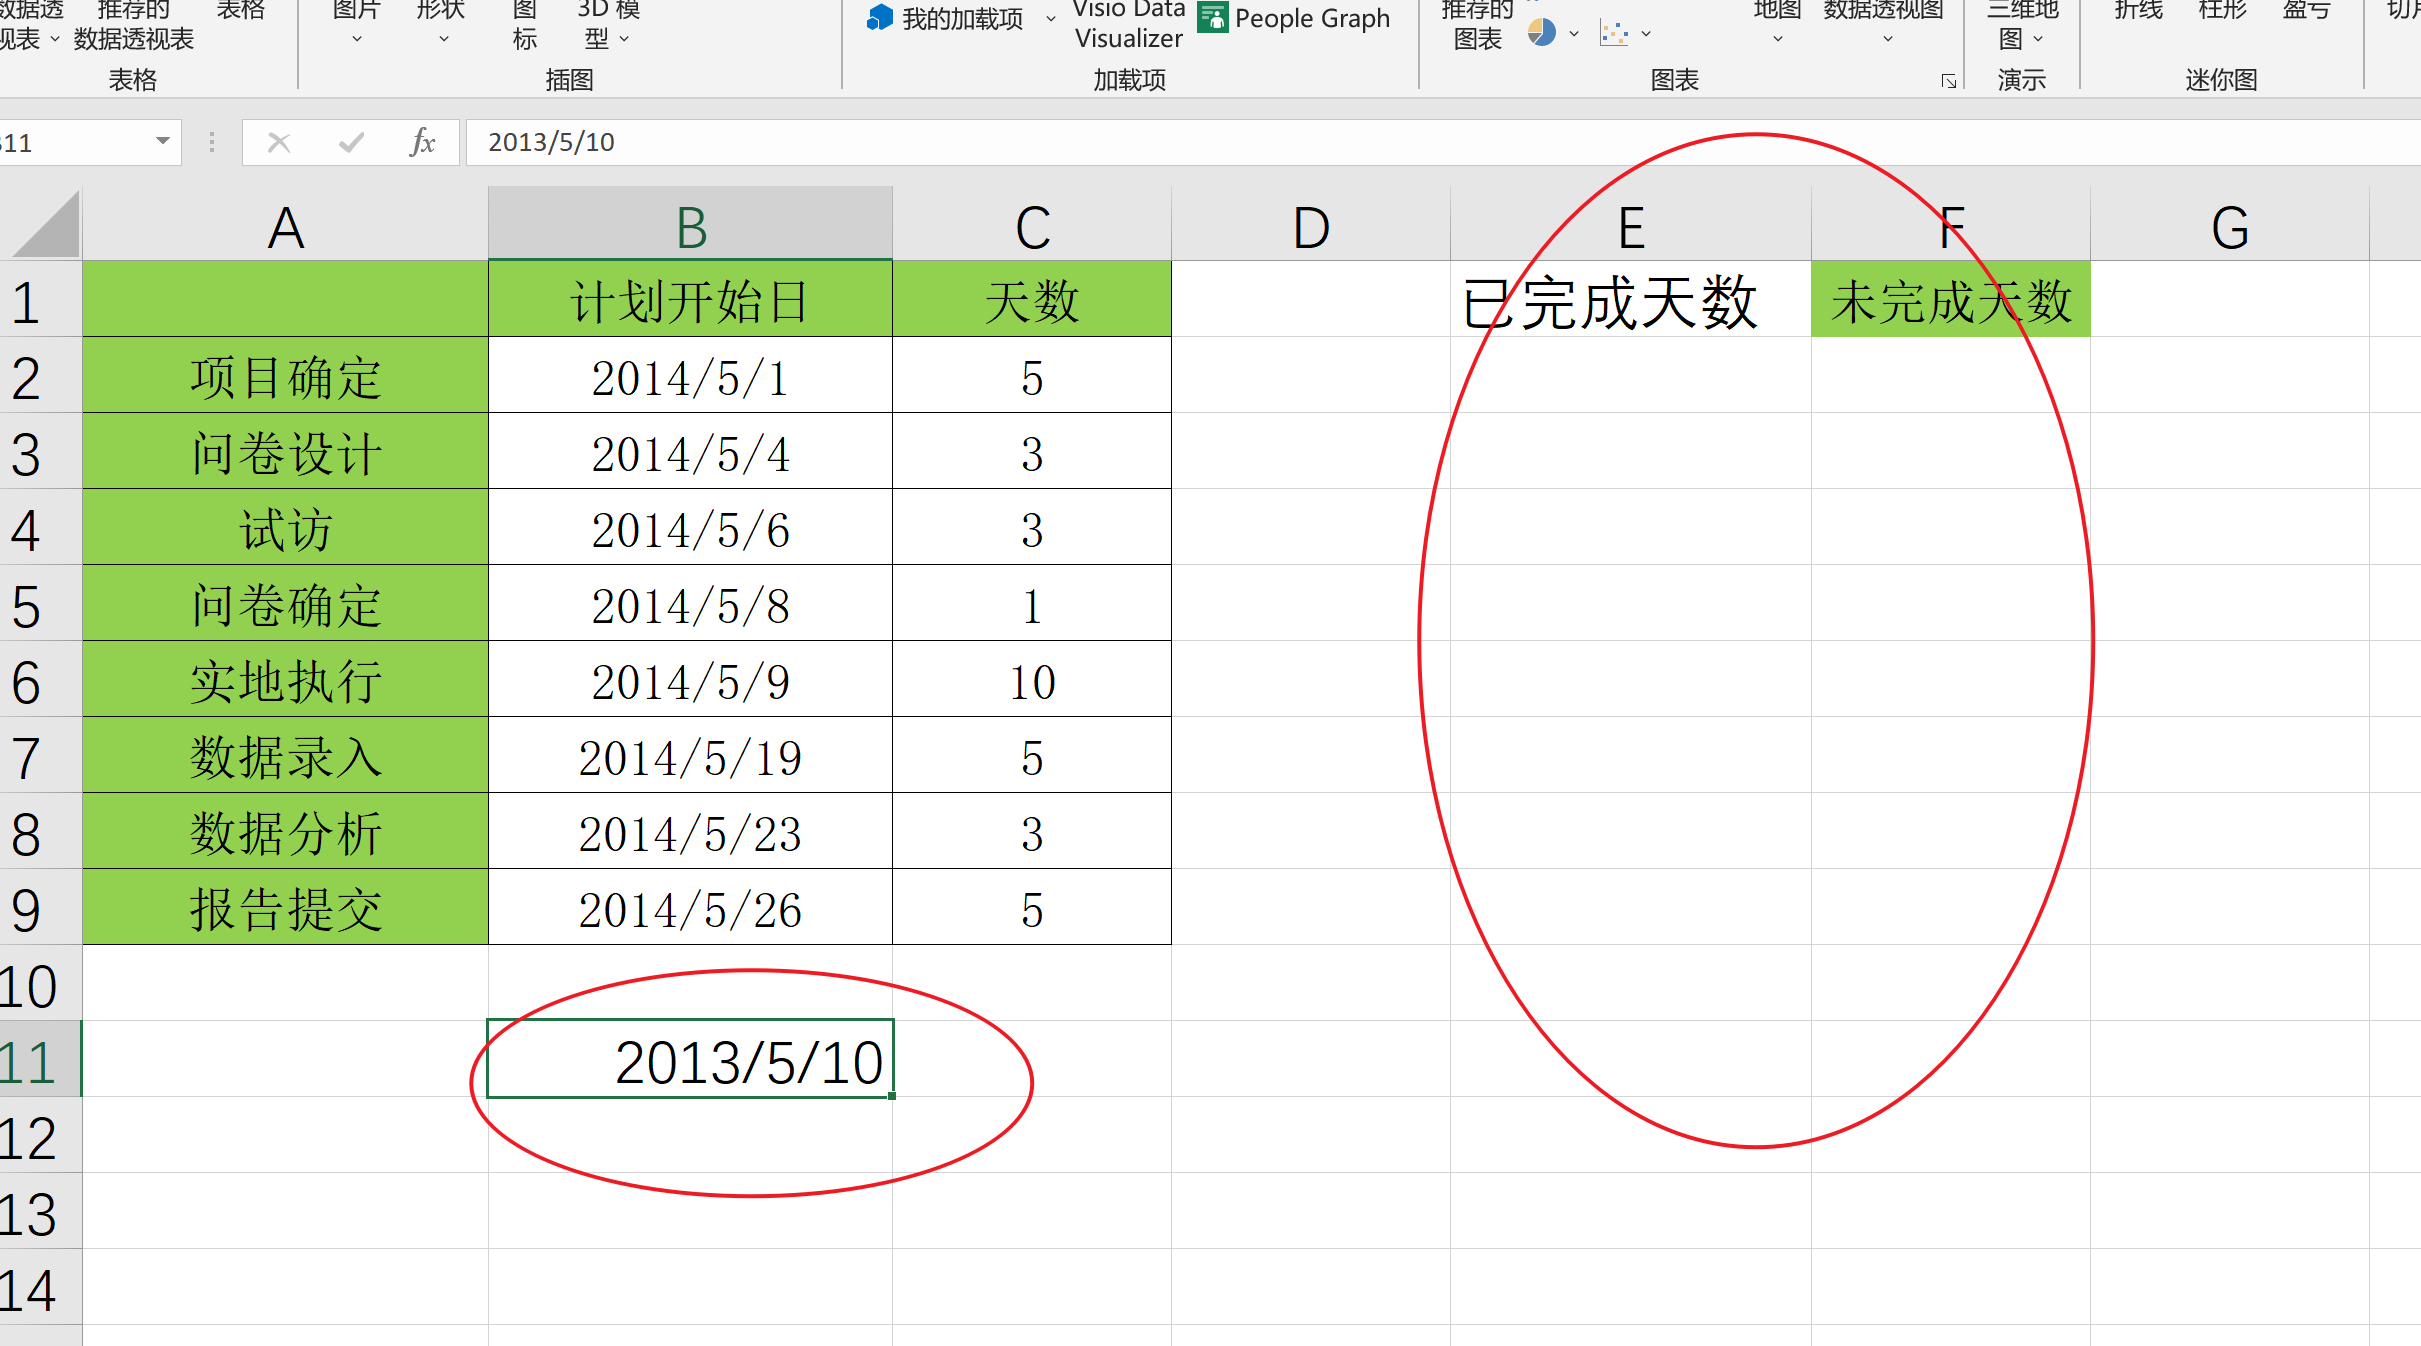 数据透 推荐的 表格 图片 形状 图 3D 模
视表 数据透视表 标 型
我的加载项 Visio Data People Graph
Visualizer
推荐的 地图 数据透视图 三维地 折线 柱形 盈亏 切片
图表 图
表格 插图 加载项 图表 演示 迷你图
B11 fx 2013/5/10
A B C D E F G
1 计划开始日 天数 已完成天数 未完成天数
2 项目确定 2014/5/1 5
3 问卷设计 2014/5/4 3
4 试访 2014/5/6 3
5 问卷确定 2014/5/8 1
6 实地执行 2014/5/9 10
7 数据录入 2014/5/19 5
8 数据分析 2014/5/23 3
9 报告提交 2014/5/26 5
10
11 2013/5/10
12
13
14